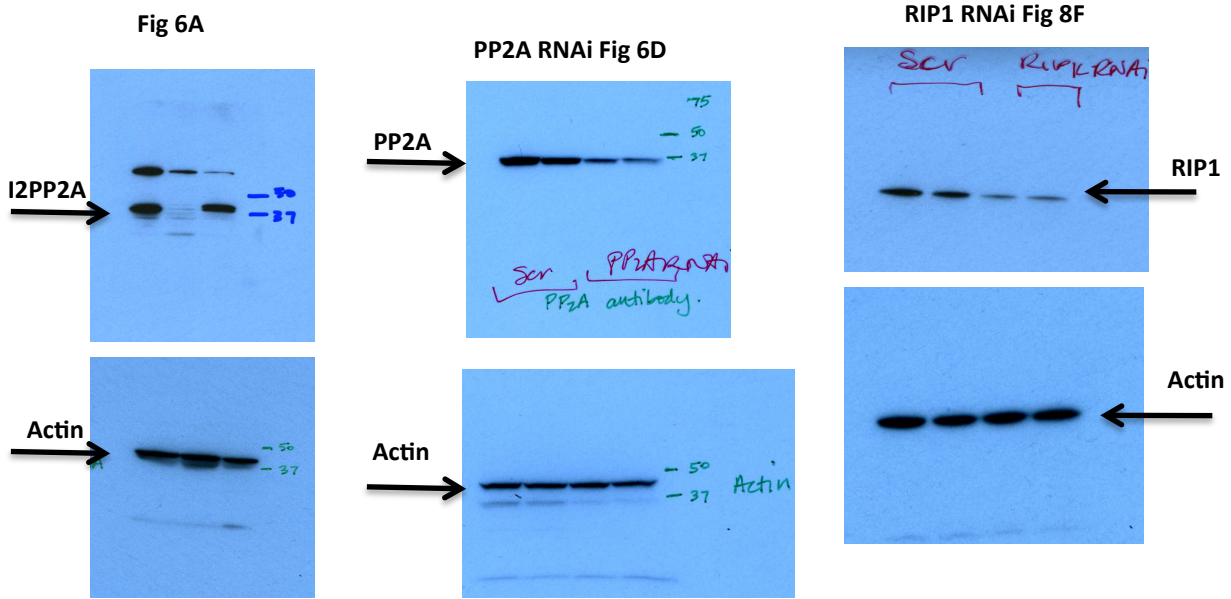 Fig 6A
I2PP2A
50
37
Actin
50
37
PP2A RNAi Fig 6D
PP2A
75
50
37
Scr PP2A RNAi
PP2A antibody.
Actin
50
37
Actin
RIP1 RNAi Fig 8F
Scr RIPK RNAi
RIP1
Actin